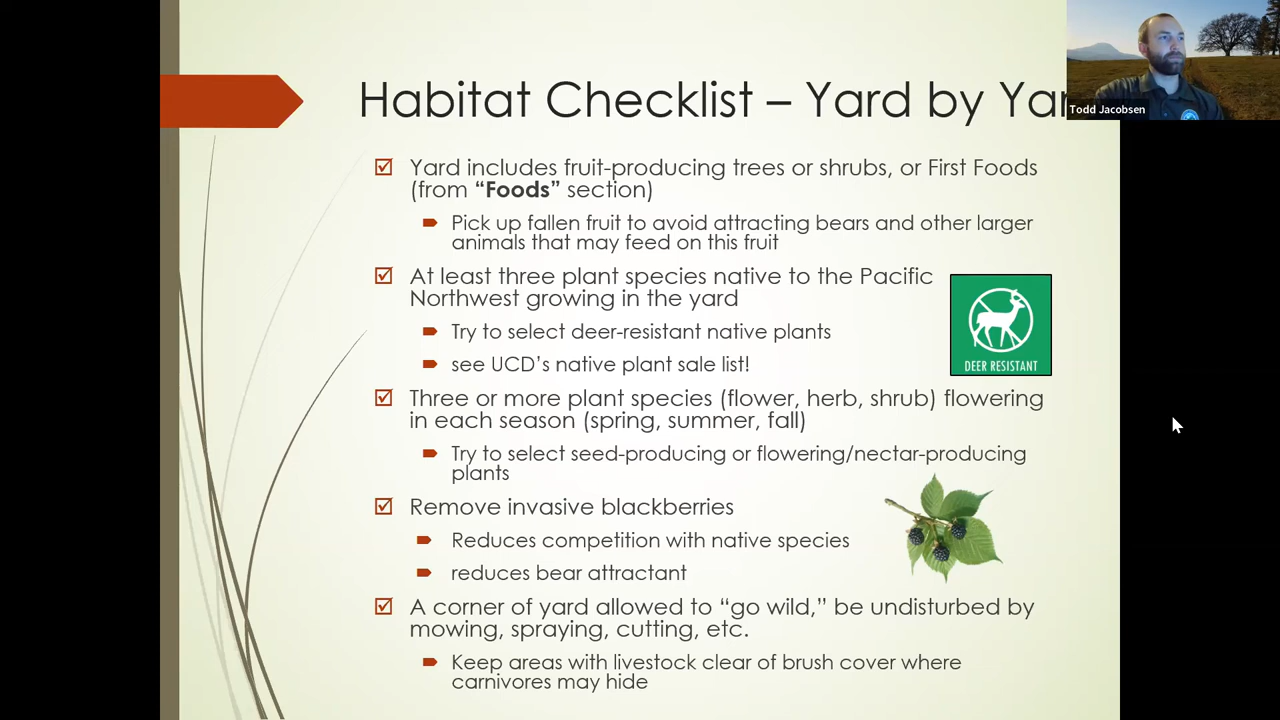 Habitat Checklist – Yard by Yar
Todd Jacobsen
Yard includes fruit-producing trees or shrubs, or First Foods
(from “Foods” section)
Pick up fallen fruit to avoid attracting bears and other larger
animals that may feed on this fruit
At least three plant species native to the Pacific
Northwest growing in the yard
Try to select deer-resistant native plants
see UCD’s native plant sale list!
DEER RESISTANT
Three or more plant species (flower, herb, shrub) flowering
in each season (spring, summer, fall)
Try to select seed-producing or flowering/nectar-producing
plants
Remove invasive blackberries
Reduces competition with native species
reduces bear attractant
A corner of yard allowed to “go wild,” be undisturbed by
mowing, spraying, cutting, etc.
Keep areas with livestock clear of brush cover where
carnivores may hide